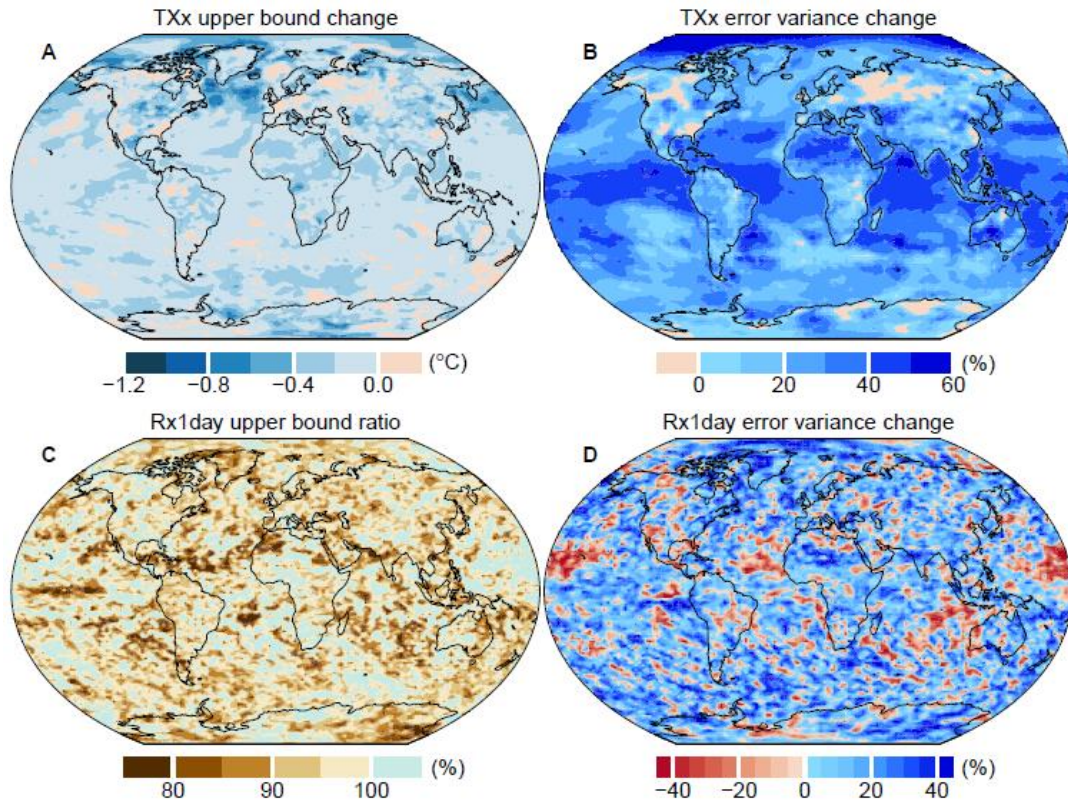 TXx upper bound change
TXx error variance change
A
B
(°C)
−1.2 −0.8 −0.4 0.0
(%)
0 20 40 60
Rx1day upper bound ratio
Rx1day error variance change
C
D
(%)
80 90 100
(%)
−40 −20 0 20 40